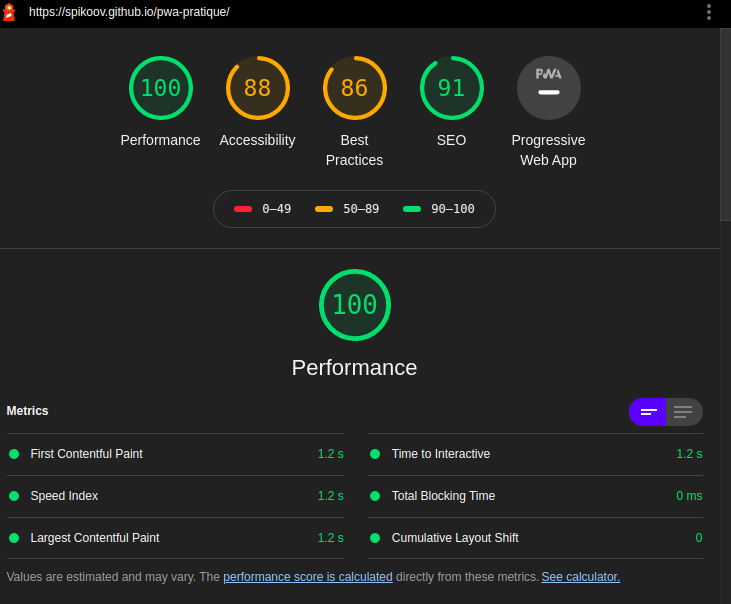 https://spikoov.github.io/pwa-pratique/
100 88 86 91 PWA
Performance Accessibility Best Practices SEO Progressive Web App
0–49 50–89 90–100
100
Performance
Metrics
First Contentful Paint 1.2 s
Time to Interactive 1.2 s
Speed Index 1.2 s
Total Blocking Time 0 ms
Largest Contentful Paint 1.2 s
Cumulative Layout Shift 0
Values are estimated and may vary. The performance score is calculated directly from these metrics. See calculator.